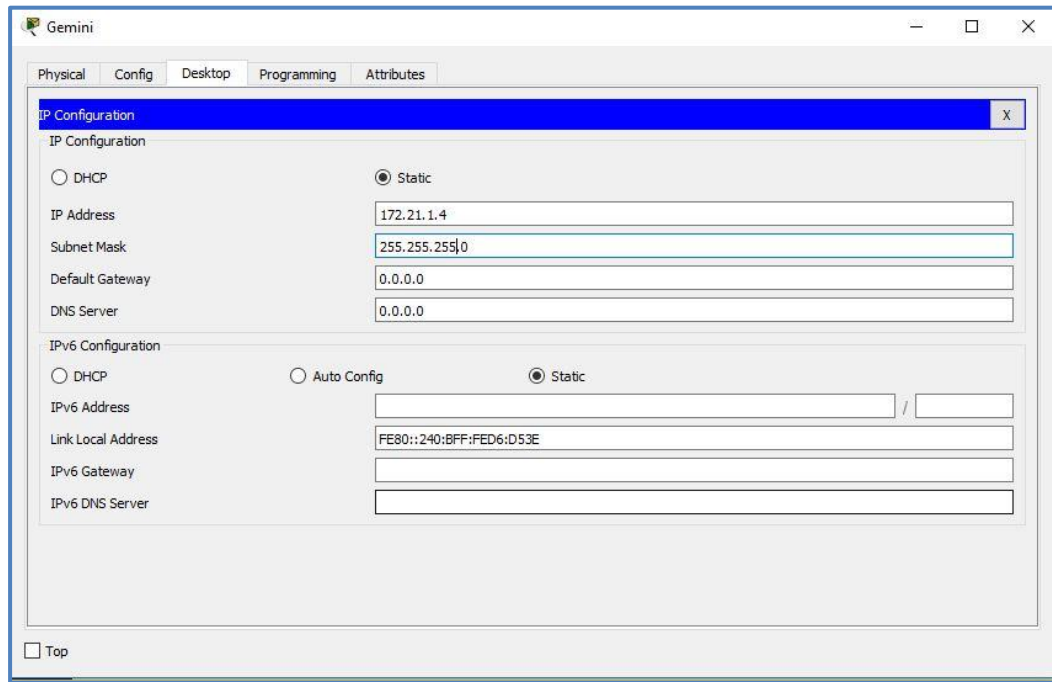 Gemini
Physical Config Desktop Programming Attributes
IP Configuration X
IP Configuration
DHCP Static
IP Address 172.21.1.4
Subnet Mask 255.255.255.0
Default Gateway 0.0.0.0
DNS Server 0.0.0.0
IPv6 Configuration
DHCP Auto Config Static
IPv6 Address /
Link Local Address FE80::240:BFF:FED6:D53E
IPv6 Gateway
IPv6 DNS Server
Top